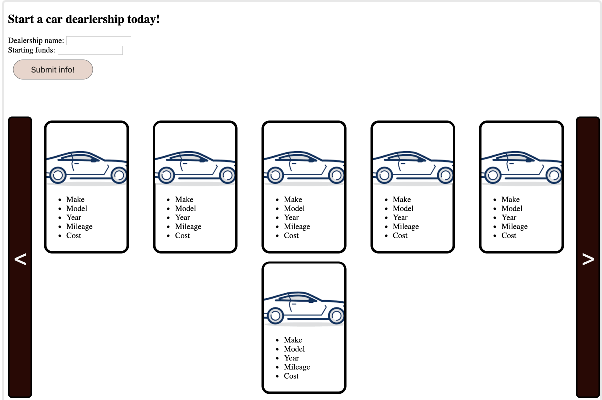 Start a car dearlership today!
Dealership name:
Starting funds:
Submit info!
<
Make
Model
Year
Mileage
Cost
Make
Model
Year
Mileage
Cost
Make
Model
Year
Mileage
Cost
Make
Model
Year
Mileage
Cost
Make
Model
Year
Mileage
Cost
>
Make
Model
Year
Mileage
Cost